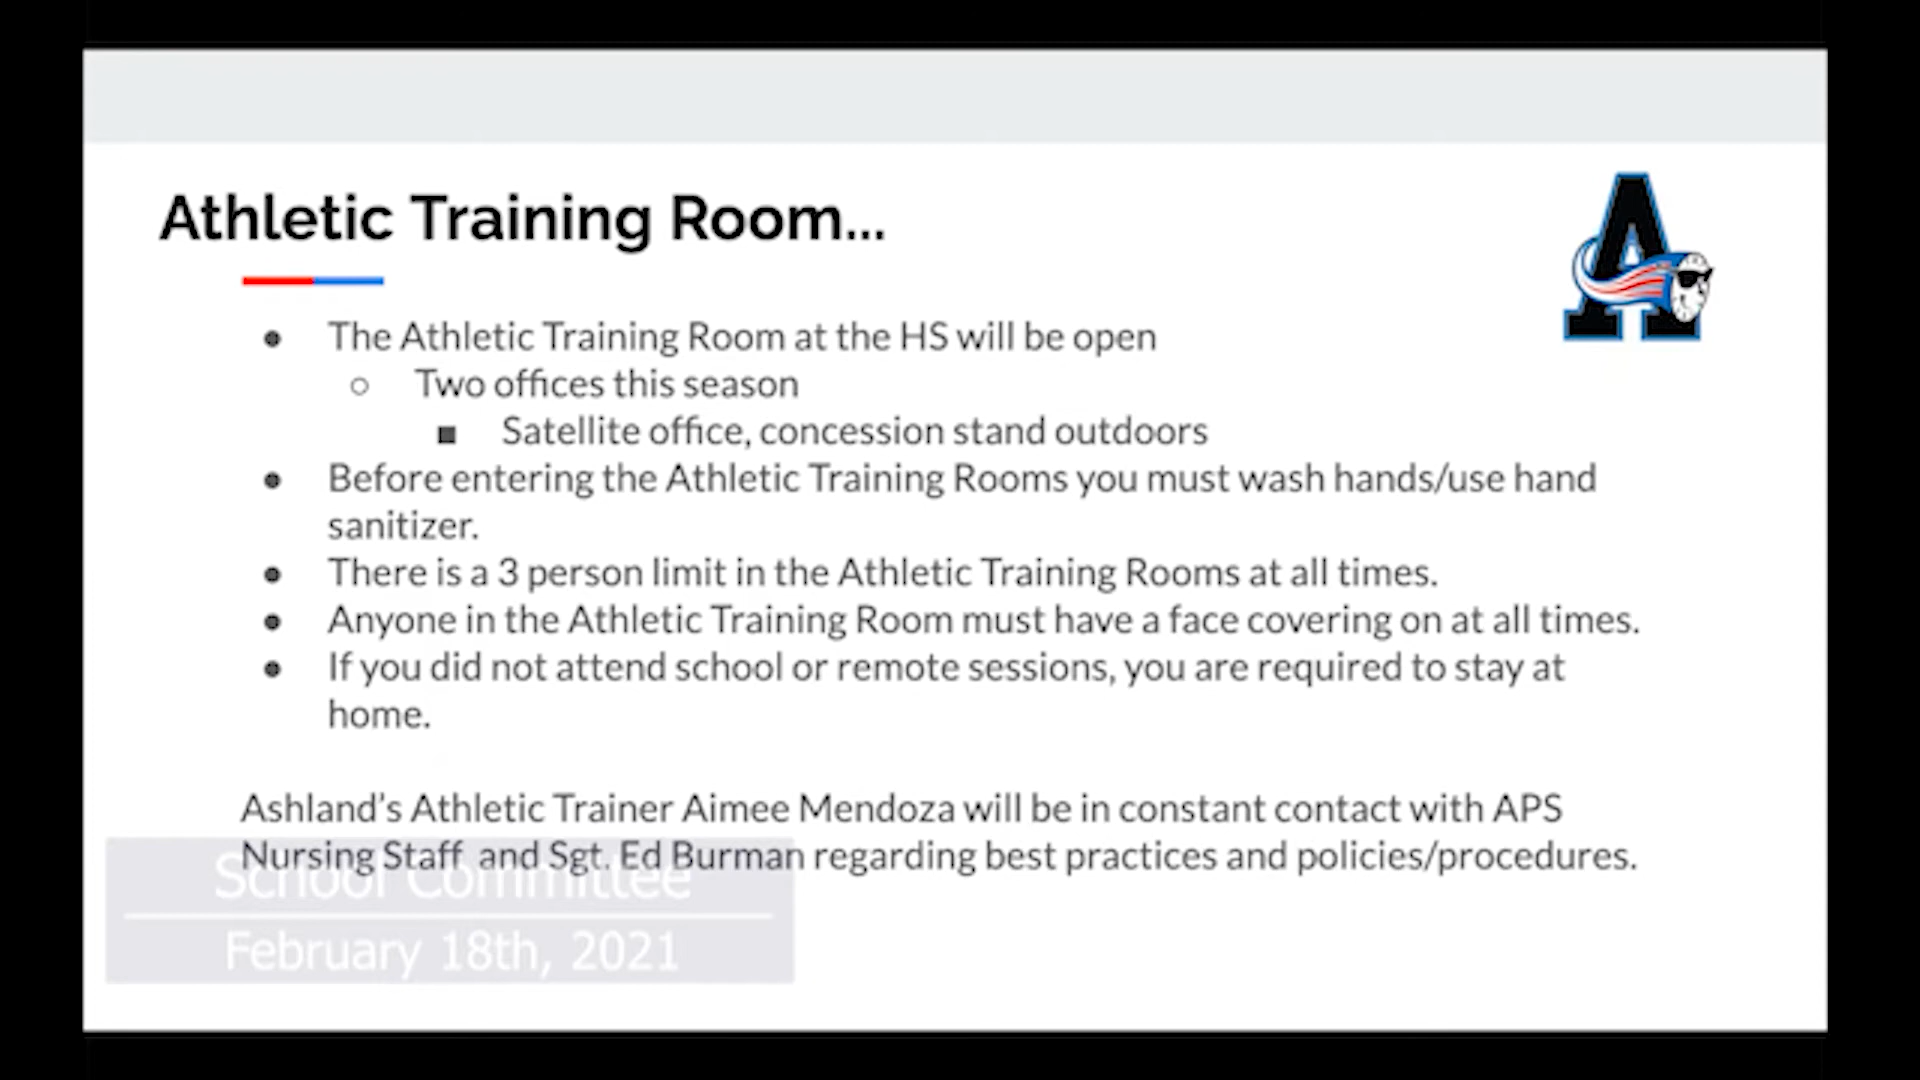 Athletic Training Room...
A
● The Athletic Training Room at the HS will be open
○ Two offices this season
■ Satellite office, concession stand outdoors
● Before entering the Athletic Training Rooms you must wash hands/use hand
sanitizer.
● There is a 3 person limit in the Athletic Training Rooms at all times.
● Anyone in the Athletic Training Room must have a face covering on at all times.
● If you did not attend school or remote sessions, you are required to stay at
home.
Ashland's Athletic Trainer Aimee Mendoza will be in constant contact with APS
Nursing Staff and Sgt. Ed Burman regarding best practices and policies/procedures.
School Committee
February 18th, 2021